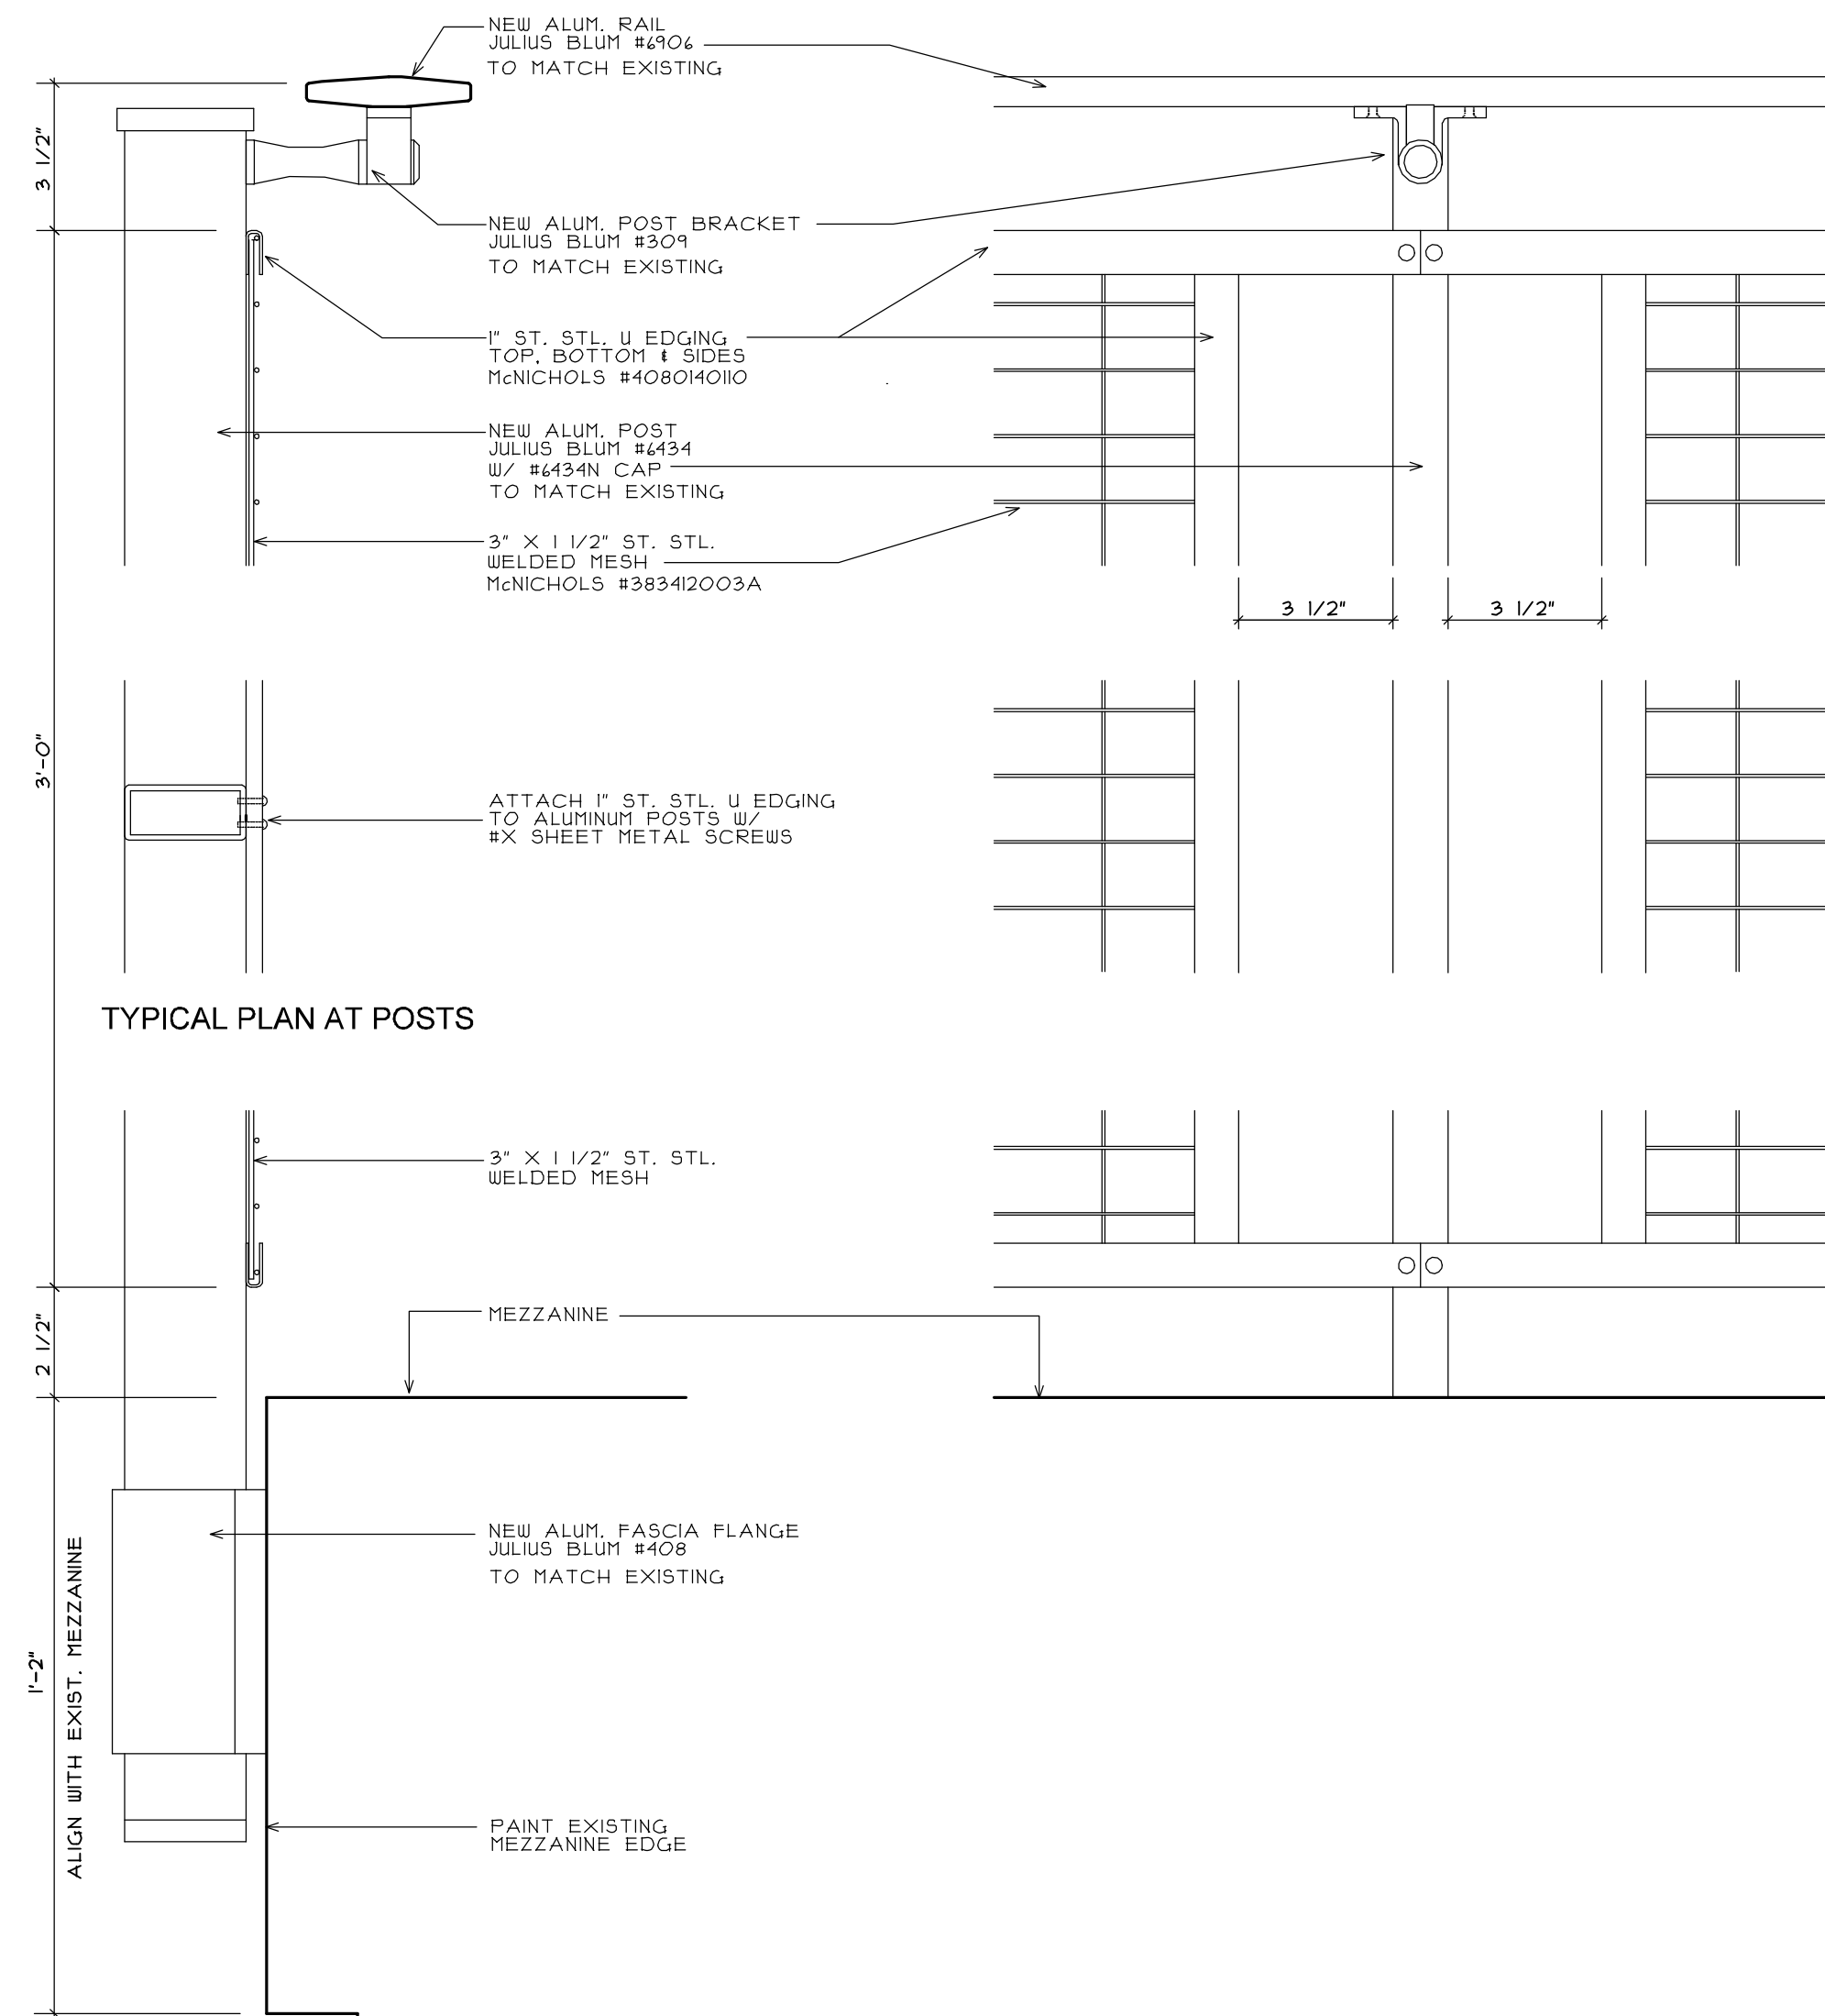 NEW ALUM. RAIL
JULIUS BLUM #6906
TO MATCH EXISTING
3 1/2"
NEW ALUM. POST BRACKET
JULIUS BLUM #309
TO MATCH EXISTING
1" ST. STL. U EDGING
TOP, BOTTOM & SIDES
McNICHOLS #4080140110
NEW ALUM. POST
JULIUS BLUM #6434
W/ #6434N CAP
TO MATCH EXISTING
3" X 1 1/2" ST. STL.
WELDED MESH
McNICHOLS #383412003A
3 1/2"
3 1/2"
3'-0"
ATTACH 1" ST. STL. U EDGING
TO ALUMINUM POSTS W/
#X SHEET METAL SCREWS
TYPICAL PLAN AT POSTS
3" X 1 1/2" ST. STL.
WELDED MESH
2 1/2"
MEZZANINE
NEW ALUM. FASCIA FLANGE
JULIUS BLUM #408
TO MATCH EXISTING
1'-2"
ALIGN WITH EXIST. MEZZANINE
PAINT EXISTING
MEZZANINE EDGE